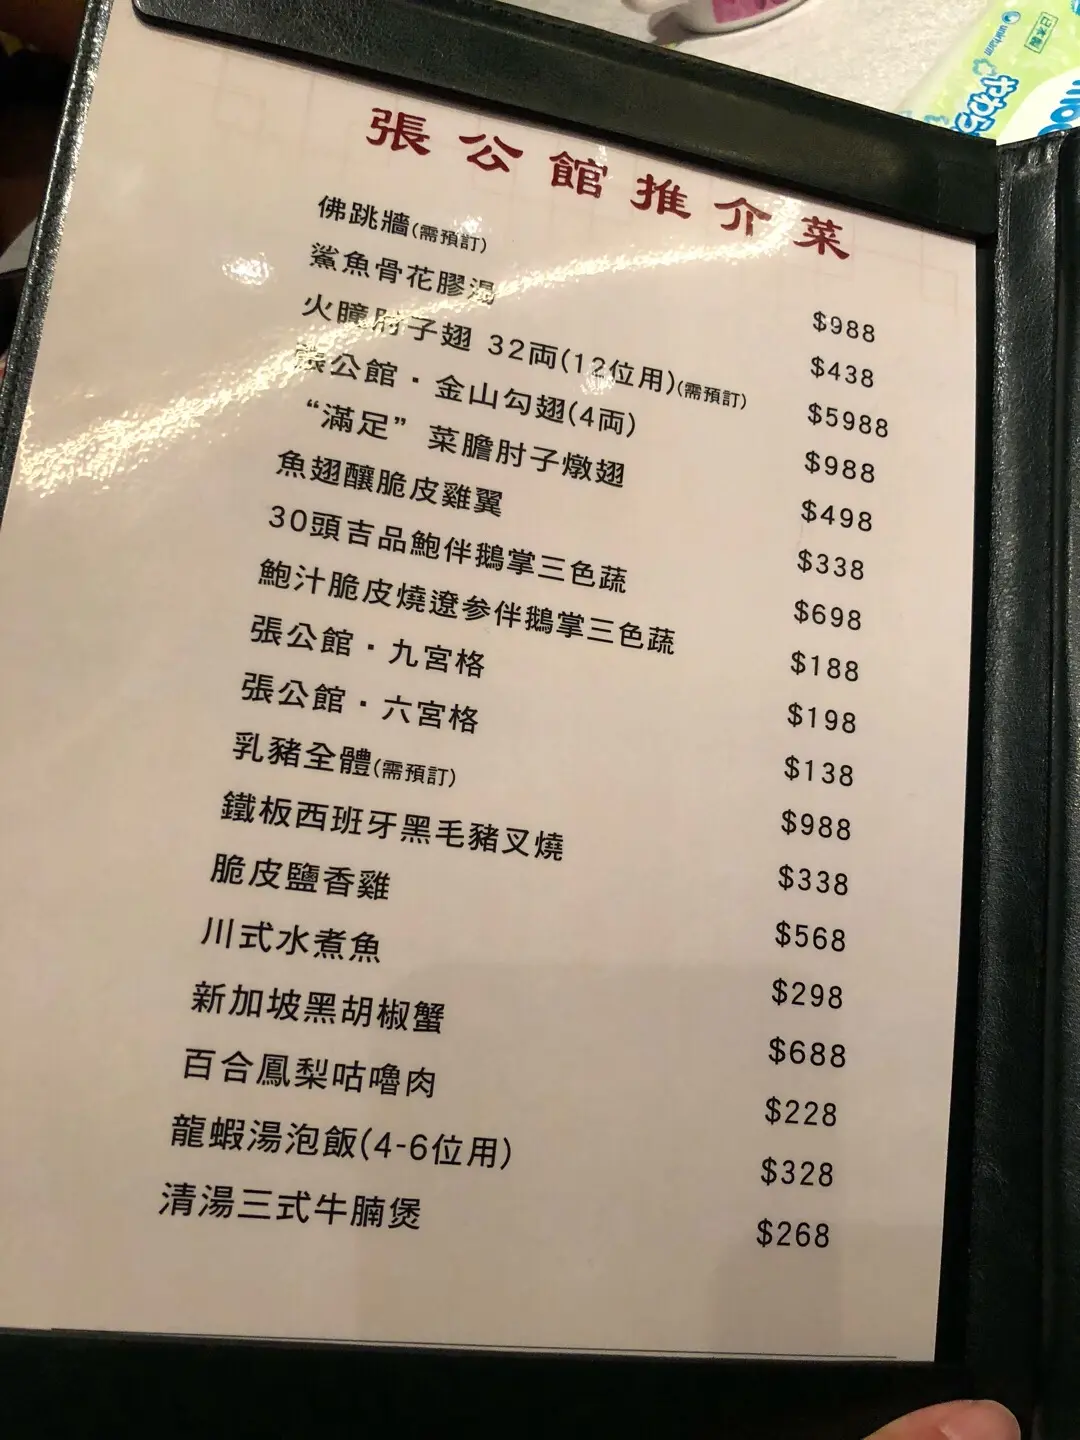 張公館推介菜
佛跳牆(需預訂) $988
鯊魚骨花膠湯 $438
火瞳肘子翅 32両(12位用)(需預訂) $5988
張公館・金山勾翅(4両) $988
“滿足”菜膽肘子燉翅 $498
魚翅釀脆皮雞翼 $338
30頭吉品鮑伴鵝掌三色蔬 $698
鮑汁脆皮燒遼参伴鵝掌三色蔬 $188
張公館・九宮格 $198
張公館・六宮格 $138
乳豬全體(需預訂) $988
鐵板西班牙黑毛豬叉燒 $338
脆皮鹽香雞 $568
川式水煮魚 $298
新加坡黑胡椒蟹 $688
百合鳳梨咕嚕肉 $228
龍蝦湯泡飯(4-6位用) $328
清湯三式牛腩煲 $268
unicharm
日本製
やわら